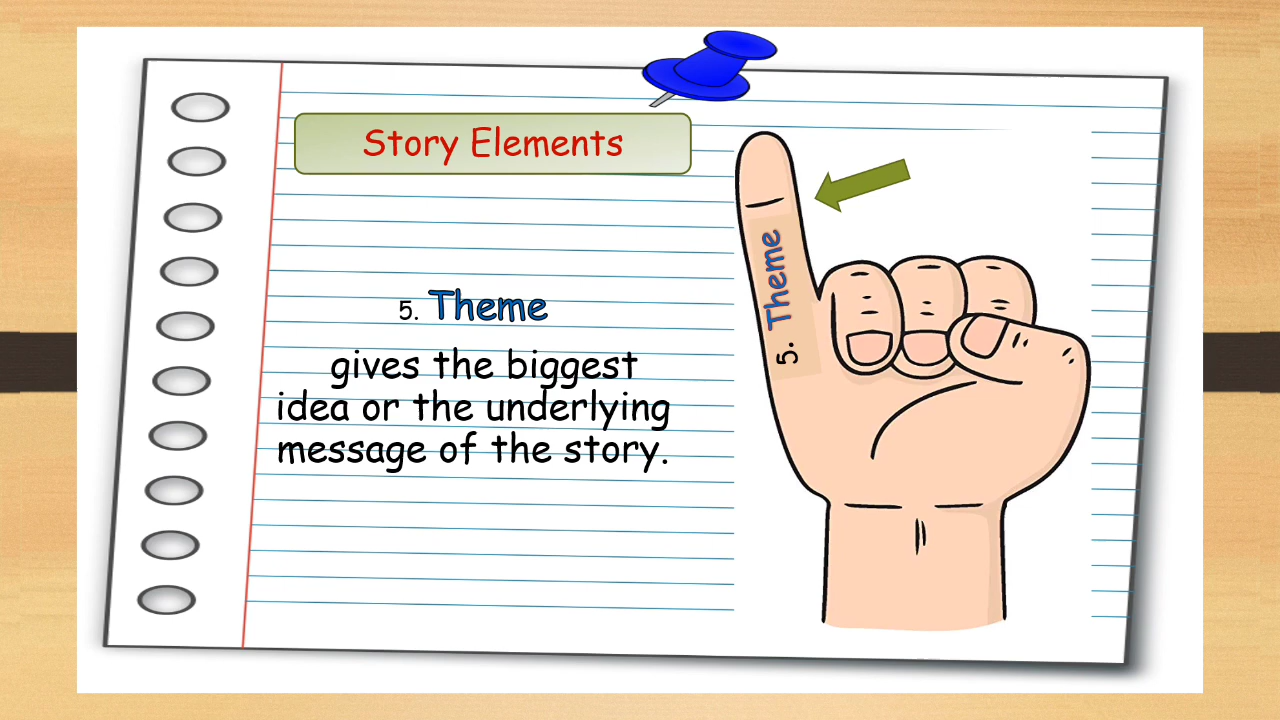 Story Elements
5. Theme
gives the biggest
idea or the underlying
message of the story.
5. Theme